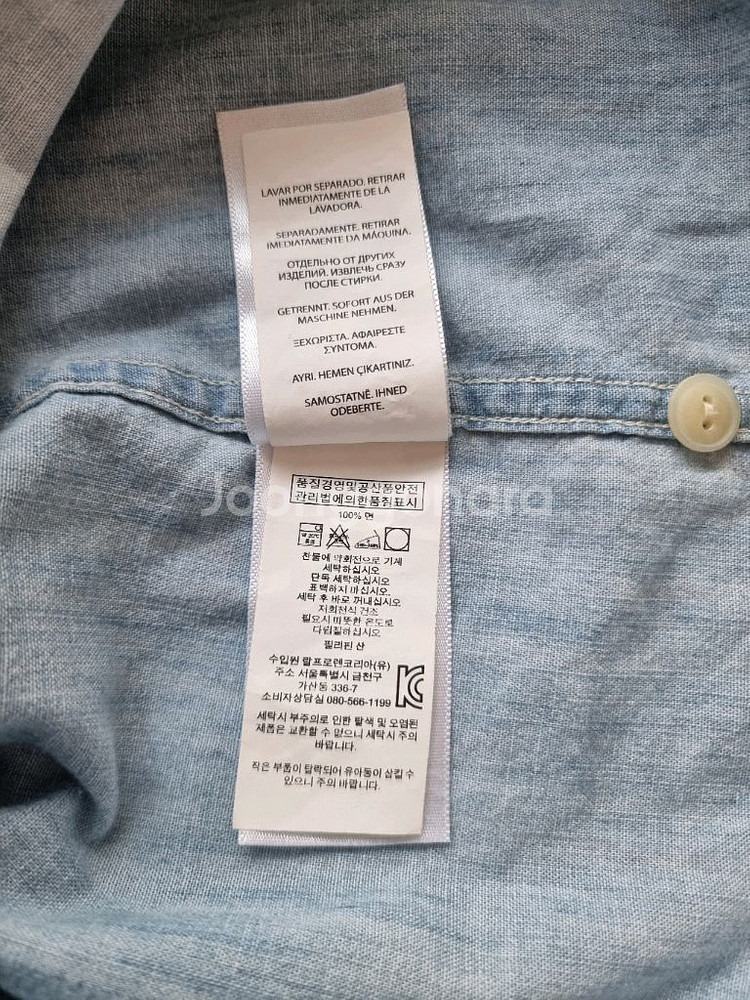 LAVAR POR SEPARADO. RETIRAR
INMEDIATAMENTE DE LA
LAVADORA.
SEPARADAMENTE. RETIRAR
IMEDIATAMENTE DA MÁQUINA.
ОТДЕЛЬНО ОТ ДРУГИХ
ИЗДЕЛИЙ. ИЗВЛЕЧЬ СРАЗУ
ПОСЛЕ СТИРКИ.
GETRENNT. SOFORT AUS DER
MASCHINE NEHMEN.
ΞΕΧΩΡΙΣΤΑ. ΑΦΑΙΡΕΣΤΕ
ΣΥΝΤΟΜΑ.
AYRI. HEMEN ÇIKARTINIZ.
SAMOSTATNĚ. IHNED
ODEBERTE.
품질경영및공산품안전
관리법에의한품질표시
100% 면
찬물에 약회전으로 기계
세탁하십시오
단독 세탁하십시오
표백하지 마십시오.
세탁 후 바로 꺼내십시오
저회전식 건조
필요시 따뜻한 온도로
다림질하십시오
필리핀 산
수입원 랄프로렌코리아(유)
주소 서울특별시 금천구
가산동 336-7
소비자상담실 080-566-1199
세탁시 부주의로 인한 탈색 및 오염된
제품은 교환할 수 없으니 세탁시 주의
바랍니다.
작은 부품이 탈락되어 유아동이 삼킬 수
있으니 주의 바랍니다.